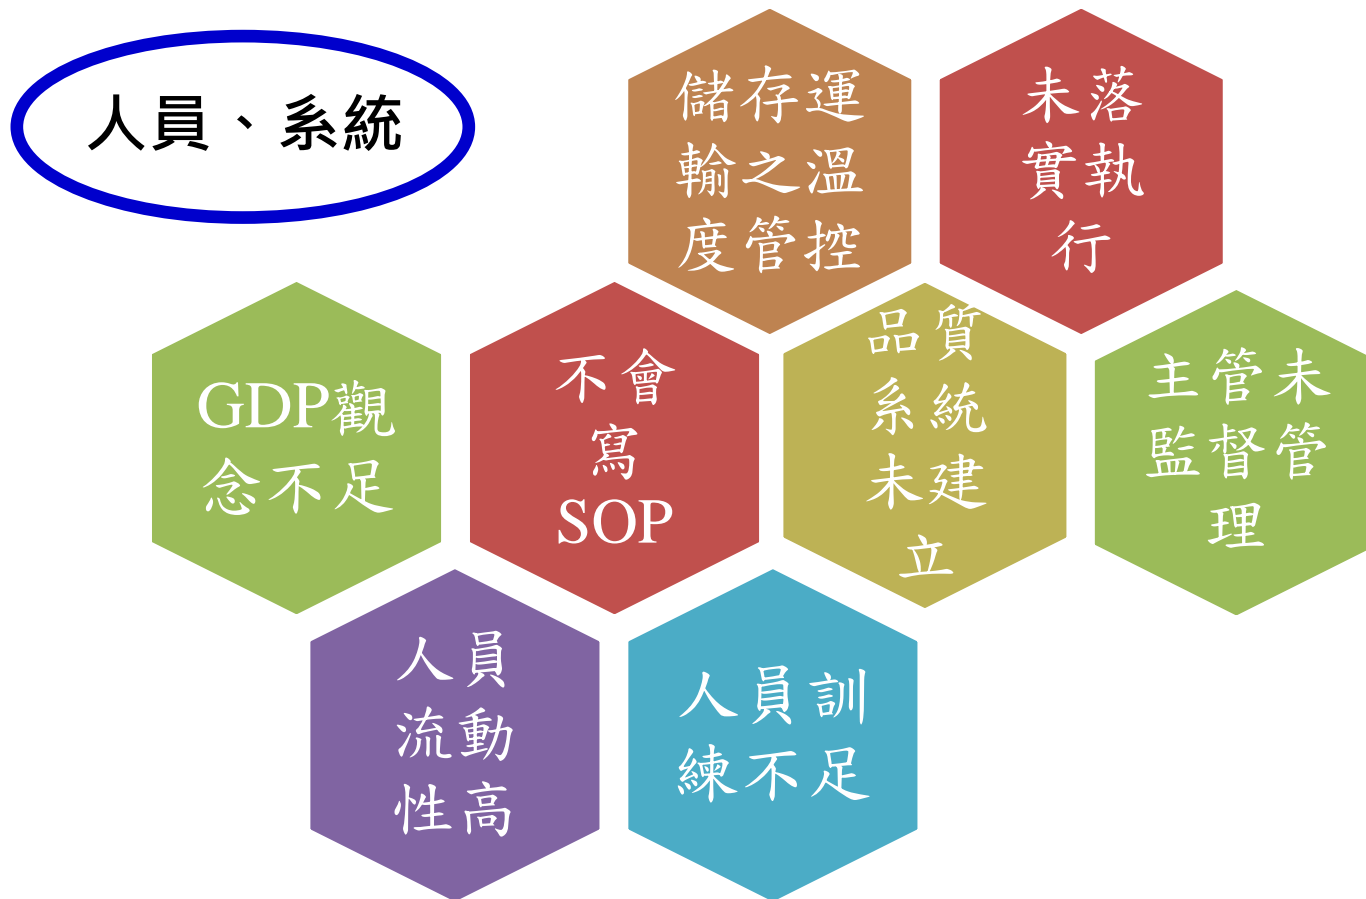 人員、系統
儲存運
輸之溫
度管控
未落
實執
行
GDP觀
念不足
不會
寫
SOP
品質
系統
未建
立
主管未
監督管
理
人員
流動
性高
人員訓
練不足